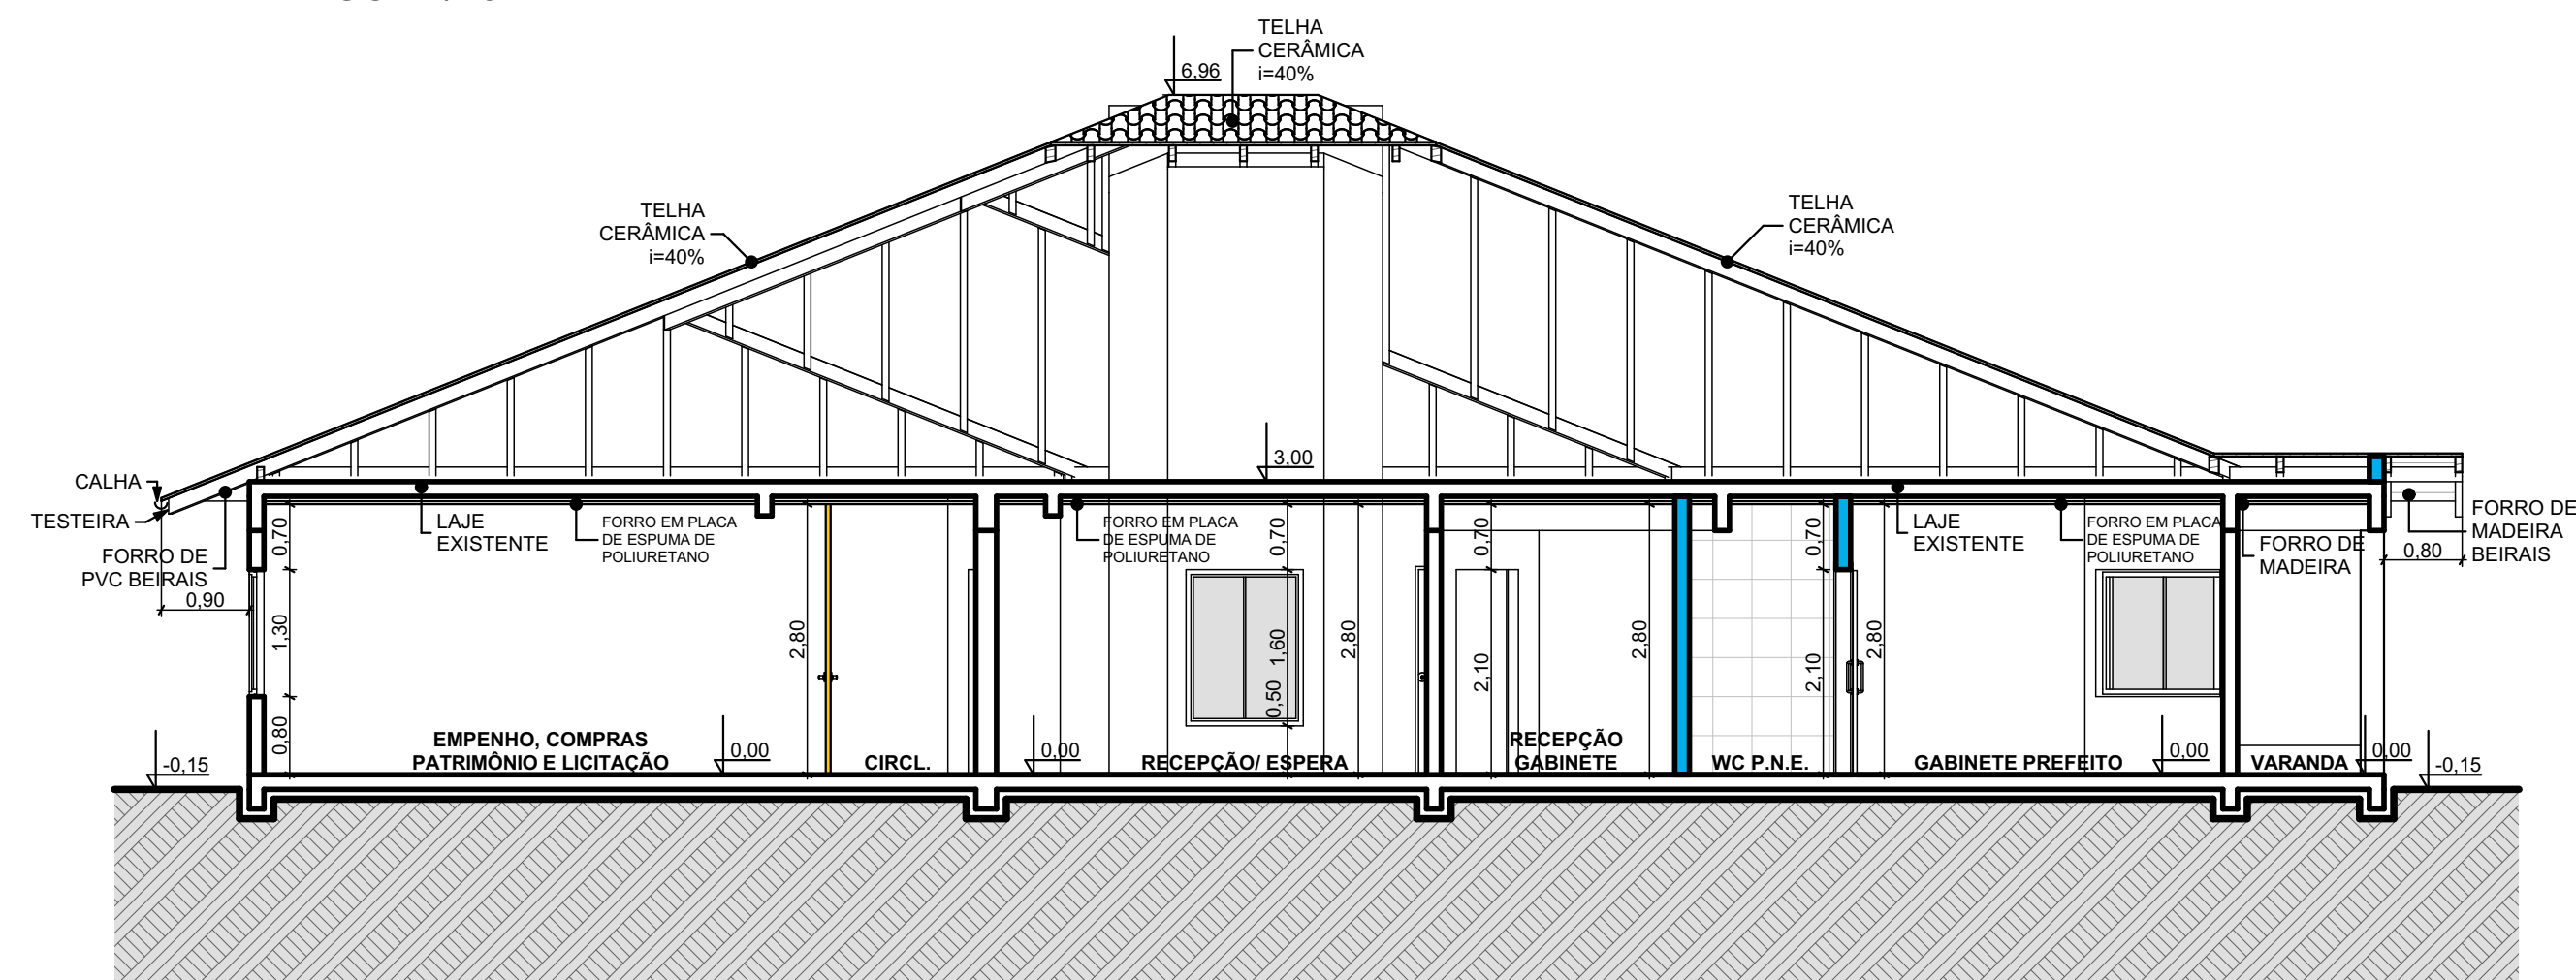 TELHA
CERÂMICA
i=40%
6,96
TELHA
CERÂMICA
i=40%
TELHA
CERÂMICA
i=40%
3,00
CALHA
TESTEIRA
FORRO DE
PVC BEIRAIS
0,90
LAJE
EXISTENTE
FORRO EM PLACA
DE ESPUMA DE
POLIURETANO
FORRO EM PLACA
DE ESPUMA DE
POLIURETANO
LAJE
EXISTENTE
FORRO EM PLACA
DE ESPUMA DE
POLIURETANO
FORRO DE
MADEIRA
FORRO DE
MADEIRA
BEIRAIS
0,80
0,70
1,30
0,80
2,80
0,70
1,60
0,50
2,80
0,70
2,10
2,80
0,70
2,10
2,80
-0,15
EMPENHO, COMPRAS
PATRIMÔNIO E LICITAÇÃO
0,00
CIRCL.
0,00
RECEPÇÃO/ ESPERA
RECEPÇÃO
GABINETE
WC P.N.E.
GABINETE PREFEITO
0,00
VARANDA
0,00
-0,15